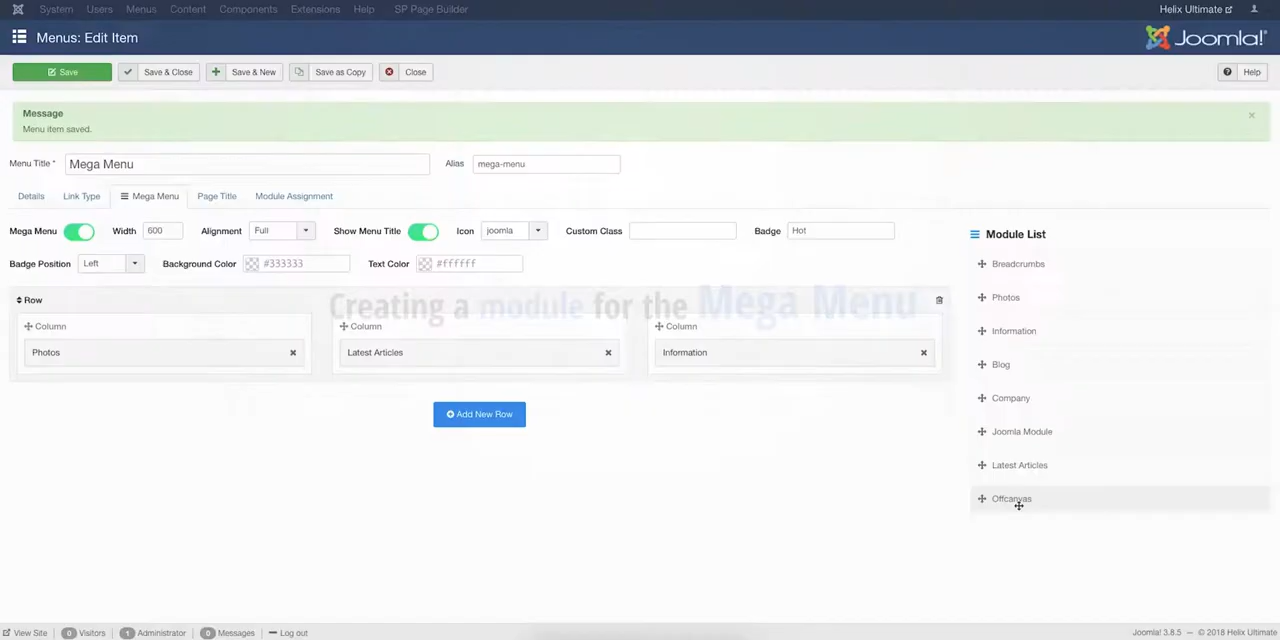 System Users Menus Content Components Extensions Help SP Page Builder Helix Ultimate
Menus: Edit Item Joomla!®
Save Save & Close Save & New Save as Copy Close Help
Message
Menu item saved.
Menu Title * Mega Menu Alias mega-menu
Details Link Type Mega Menu Page Title Module Assignment
Mega Menu Width 600 Alignment Full Show Menu Title Icon joomla Custom Class Badge Hot
Badge Position Left Background Color #333333 Text Color #ffffff
Module List
Breadcrumbs
Photos
Information
Blog
Company
Joomla Module
Latest Articles
Offcanvas
Row
Creating a module for the Mega Menu
Column Column Column
Photos Latest Articles Information
Add New Row
View Site 0 Visitors 1 Administrator 0 Messages Log out Joomla! 3.8.5 — © 2018 Helix Ultimate